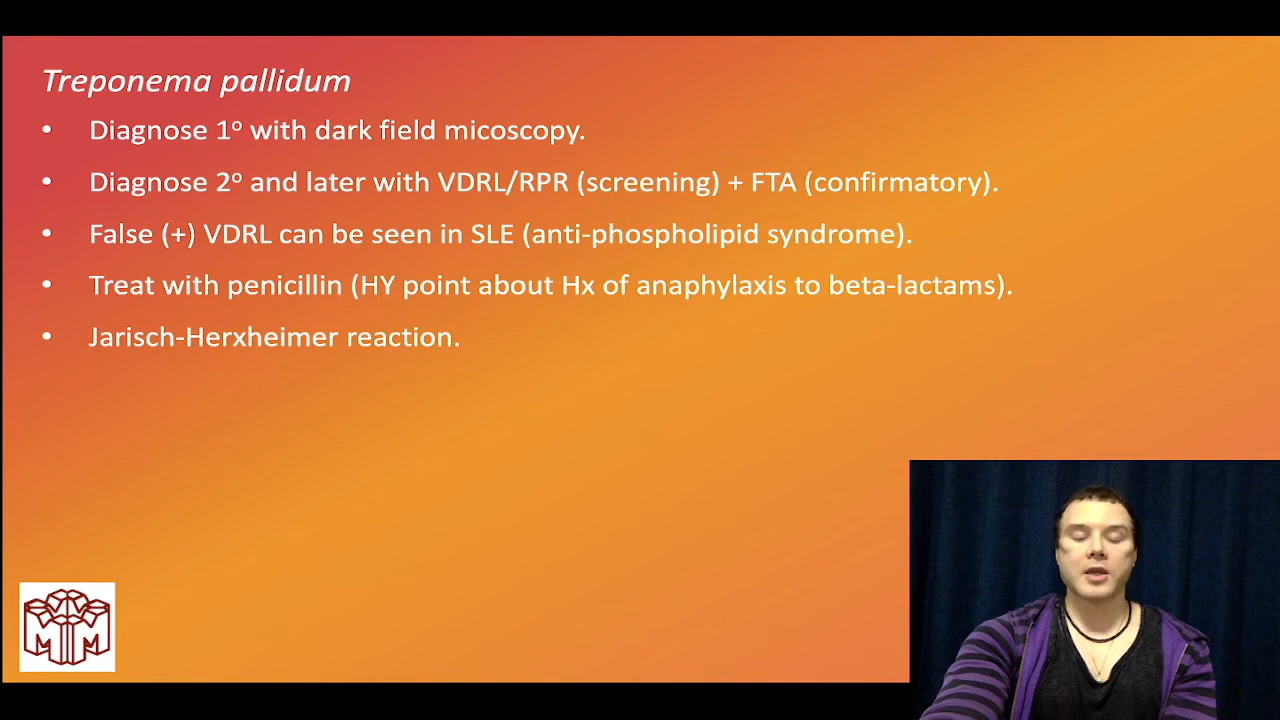 Treponema pallidum
• Diagnose 1º with dark field micoscopy.
• Diagnose 2º and later with VDRL/RPR (screening) + FTA (confirmatory).
• False (+) VDRL can be seen in SLE (anti-phospholipid syndrome).
• Treat with penicillin (HY point about Hx of anaphylaxis to beta-lactams).
• Jarisch-Herxheimer reaction.
M M